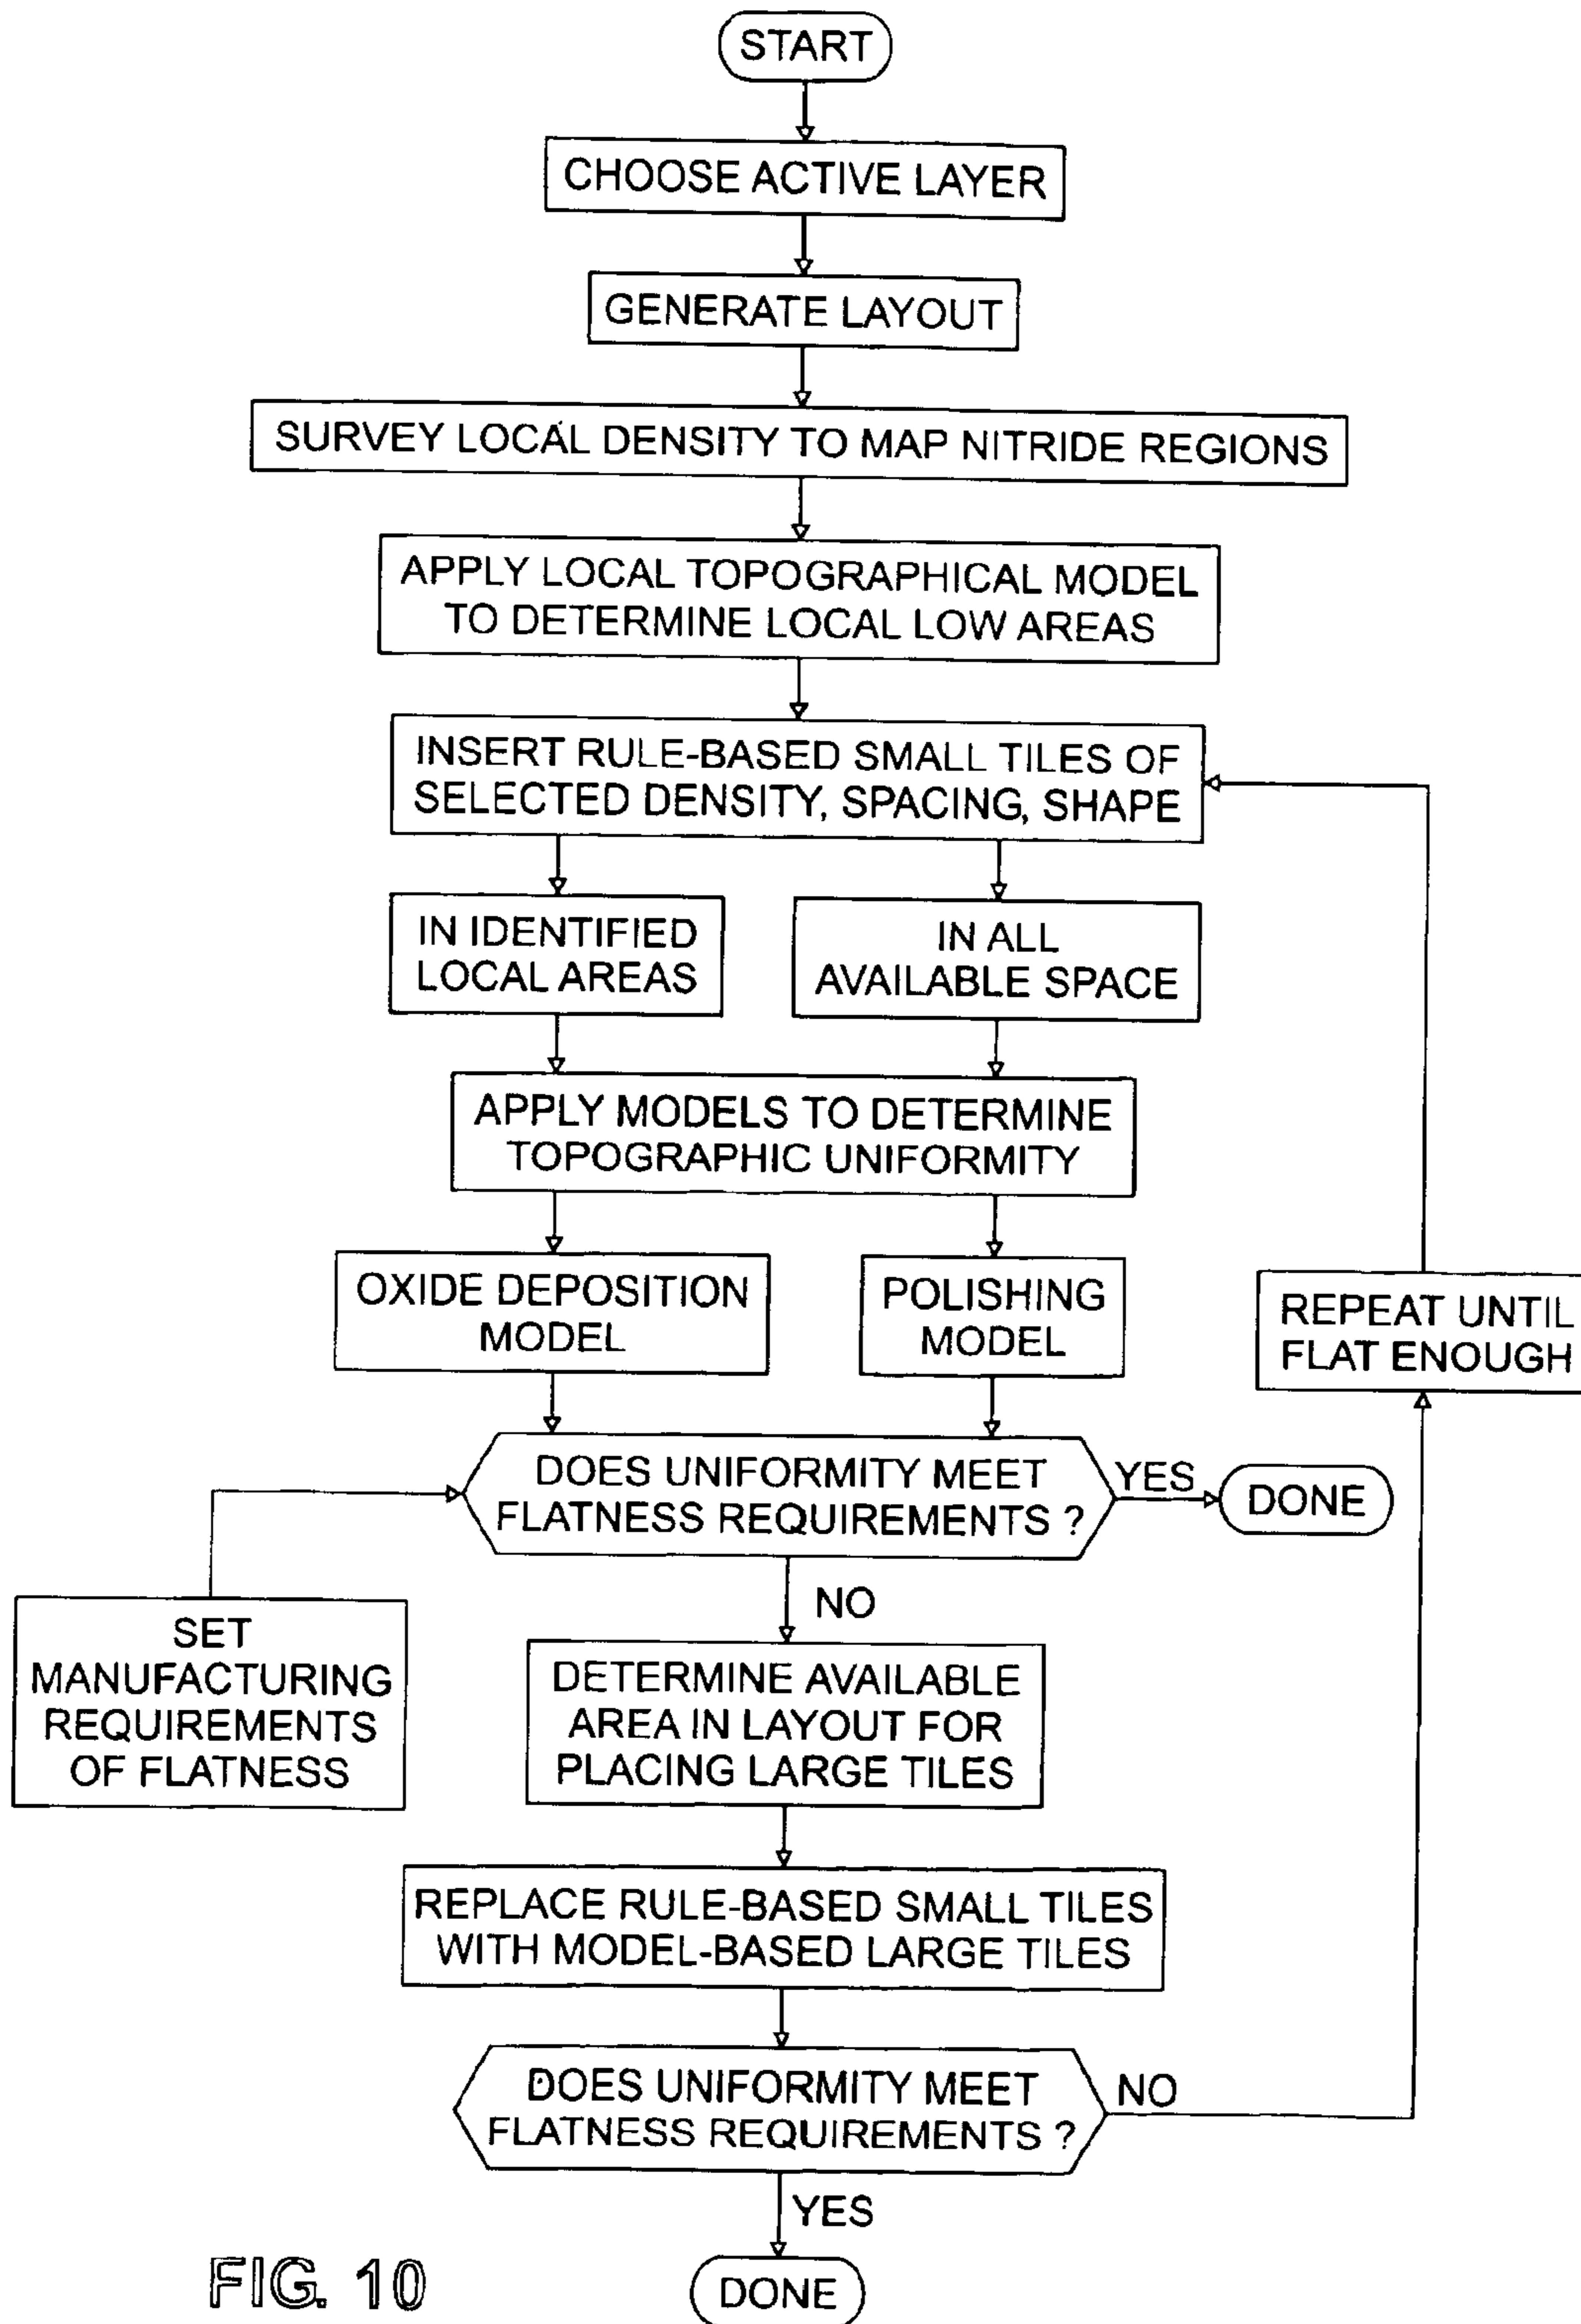 START
CHOOSE ACTIVE LAYER
GENERATE LAYOUT
SURVEY LOCAL DENSITY TO MAP NITRIDE REGIONS
APPLY LOCAL TOPOGRAPHICAL MODEL
TO DETERMINE LOCAL LOW AREAS
INSERT RULE-BASED SMALL TILES OF
SELECTED DENSITY, SPACING, SHAPE
IN IDENTIFIED
LOCAL AREAS
IN ALL
AVAILABLE SPACE
APPLY MODELS TO DETERMINE
TOPOGRAPHIC UNIFORMITY
OXIDE DEPOSITION
MODEL
POLISHING
MODEL
REPEAT UNTIL
FLAT ENOUGH
DOES UNIFORMITY MEET
FLATNESS REQUIREMENTS ?
YES
DONE
NO
SET
MANUFACTURING
REQUIREMENTS
OF FLATNESS
DETERMINE AVAILABLE
AREA IN LAYOUT FOR
PLACING LARGE TILES
REPLACE RULE-BASED SMALL TILES
WITH MODEL-BASED LARGE TILES
DOES UNIFORMITY MEET
FLATNESS REQUIREMENTS ?
NO
YES
DONE
FIG. 10